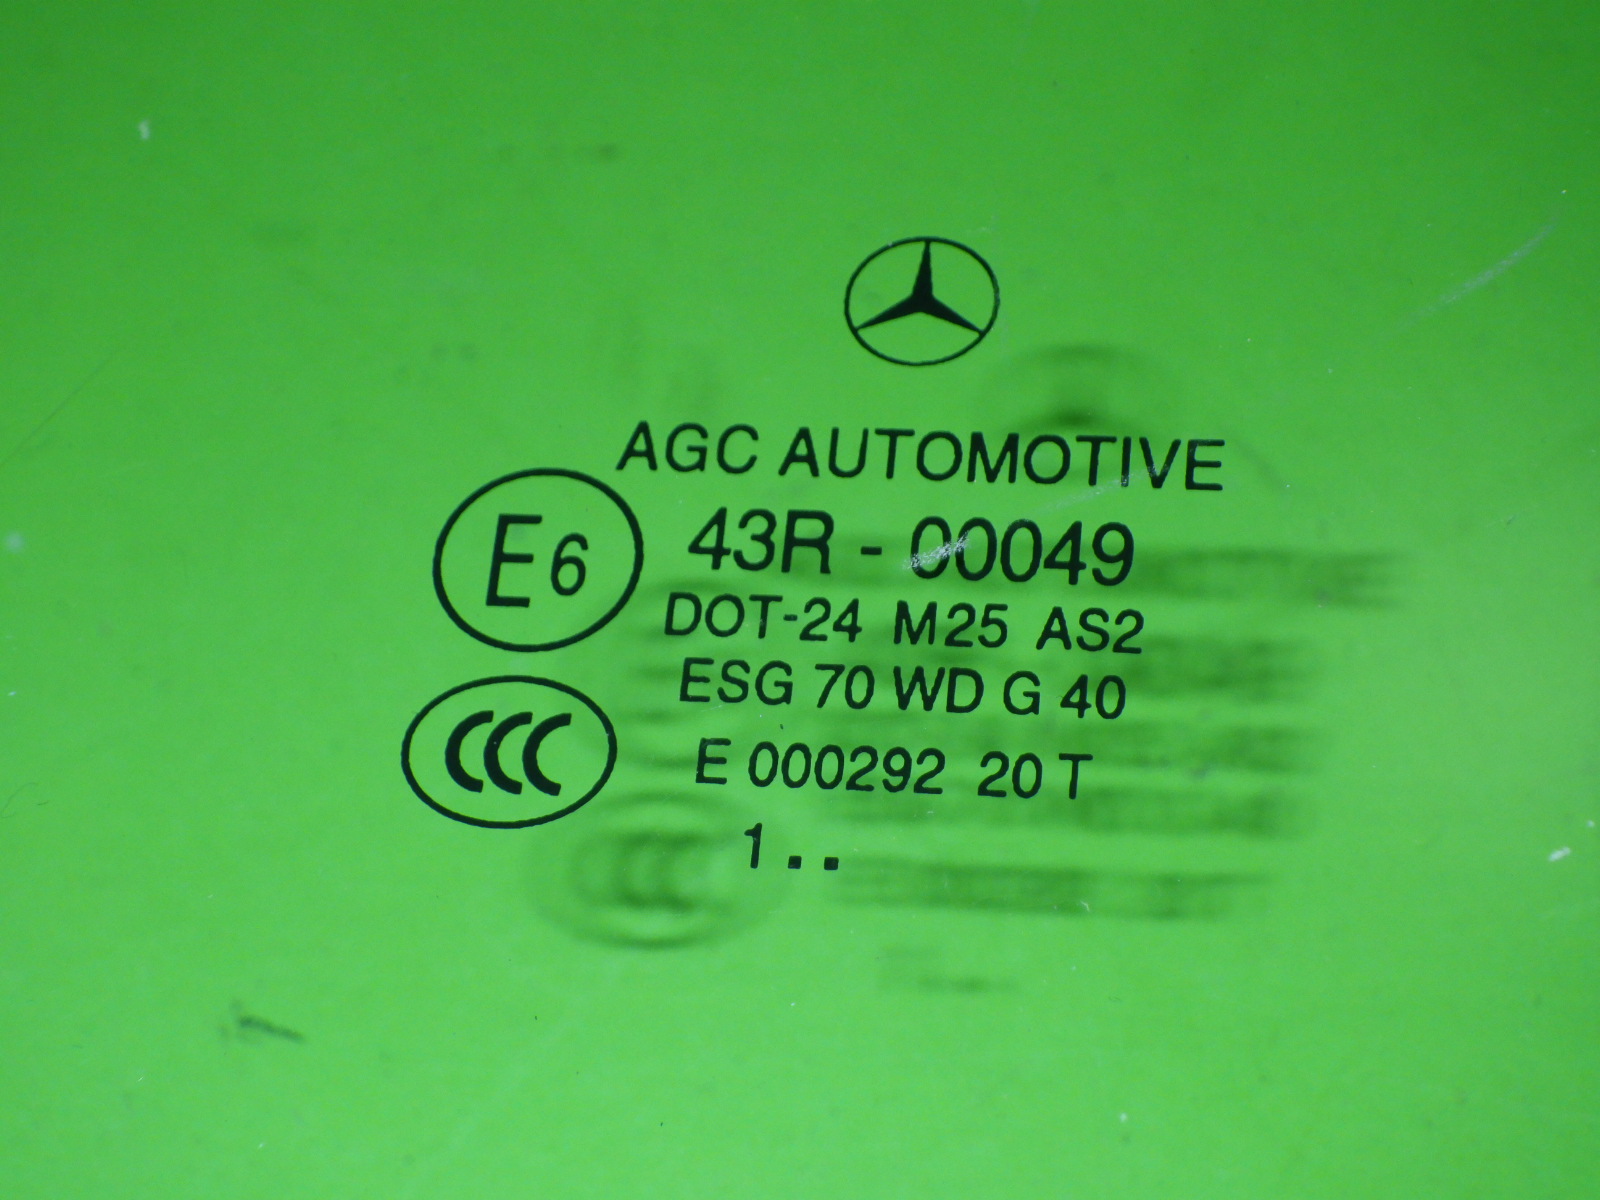 AGC AUTOMOTIVE
E6
43R - 00049
DOT-24 M25 AS2
ESG 70 WD G 40
CCC
E 000292 20 T
1 . .